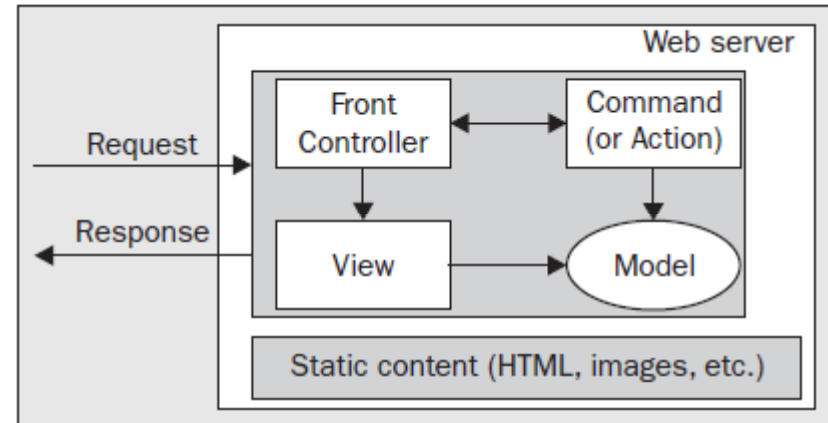 Web server
Front
Controller
Command
(or Action)
Request
Response
View
Model
Static content (HTML, images, etc.)